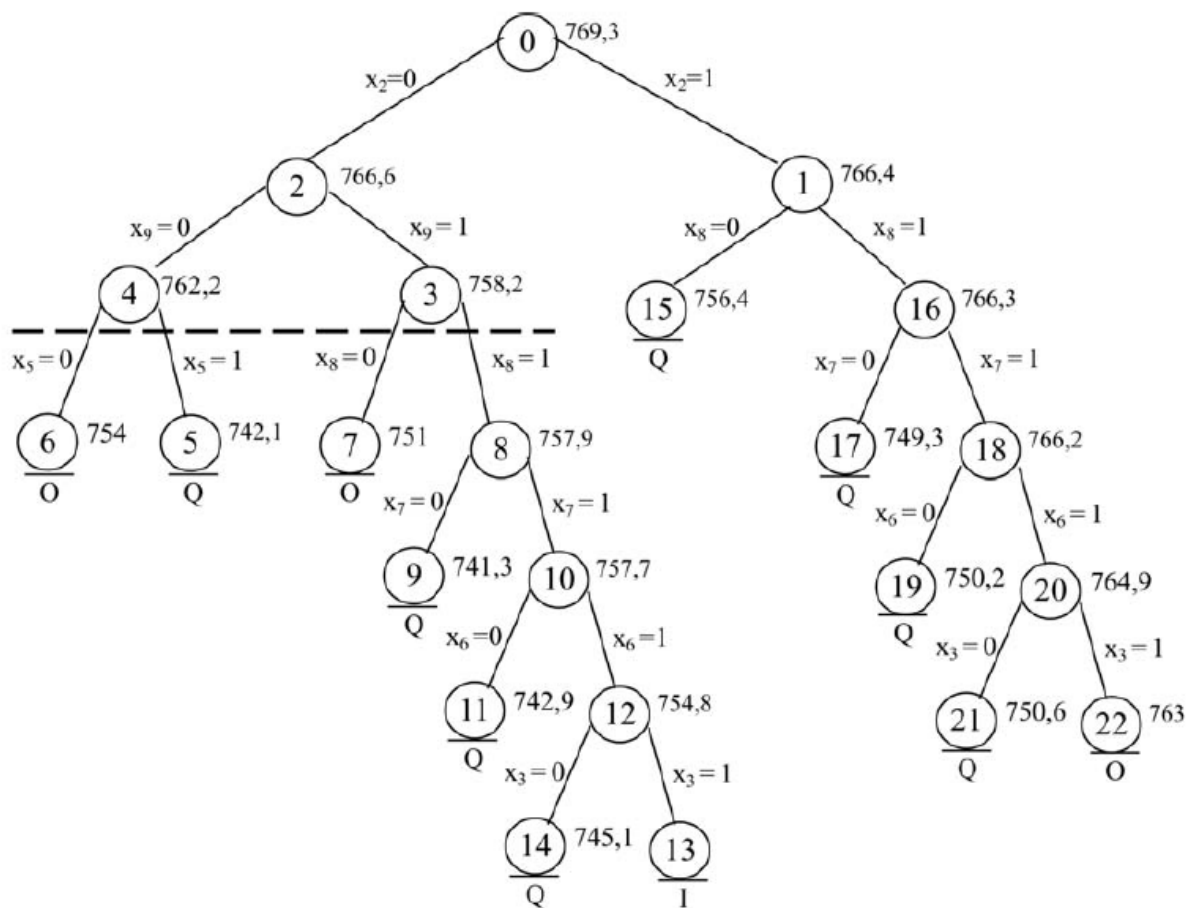 0 769,3
x₂=0 x₂=1
2 766,6 1 766,4
x₉ = 0 x₉ = 1 x₈ = 0 x₈ = 1
4 762,2 3 758,2 15 756,4 16 766,3
Q
x₅ = 0 x₅ = 1 x₈ = 0 x₈ = 1 x₇ = 0 x₇ = 1
6 754 5 742,1 7 751 8 757,9 17 749,3 18 766,2
O Q O Q
x₇ = 0 x₇ = 1 x₆ = 0 x₆ = 1
9 741,3 10 757,7 19 750,2 20 764,9
Q Q
x₆=0 x₆=1 x₃ = 0 x₃ = 1
11 742,9 12 754,8 21 750,6 22 763
Q Q O
x₃ = 0 x₃ = 1
14 745,1 13
Q I